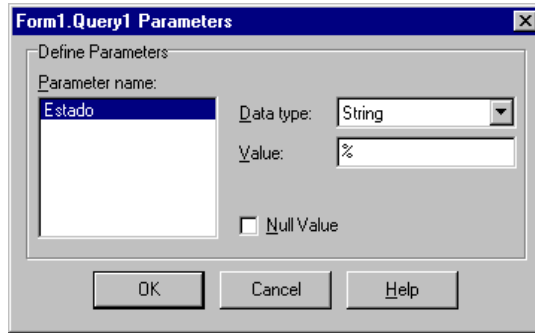 Form1.Query1 Parameters
Define Parameters
Parameter name:
Estado
Data type: String
Value: %
Null Value
OK Cancel Help